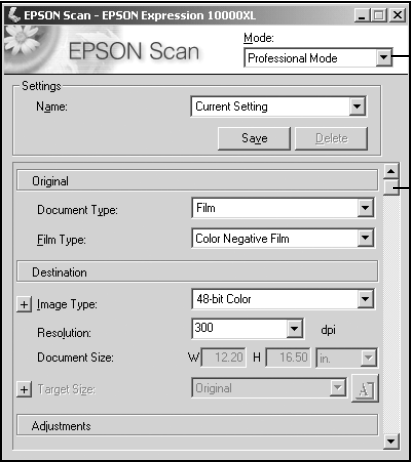 EPSON Scan - EPSON Expression 10000XL
EPSON Scan
Mode:
Professional Mode
Settings
Name: Current Setting
Save Delete
Original
Document Type: Film
Film Type: Color Negative Film
Destination
Image Type: 48-bit Color
Resolution: 300 dpi
Document Size: W 12.20 H 16.50 in.
Target Size: Original
Adjustments